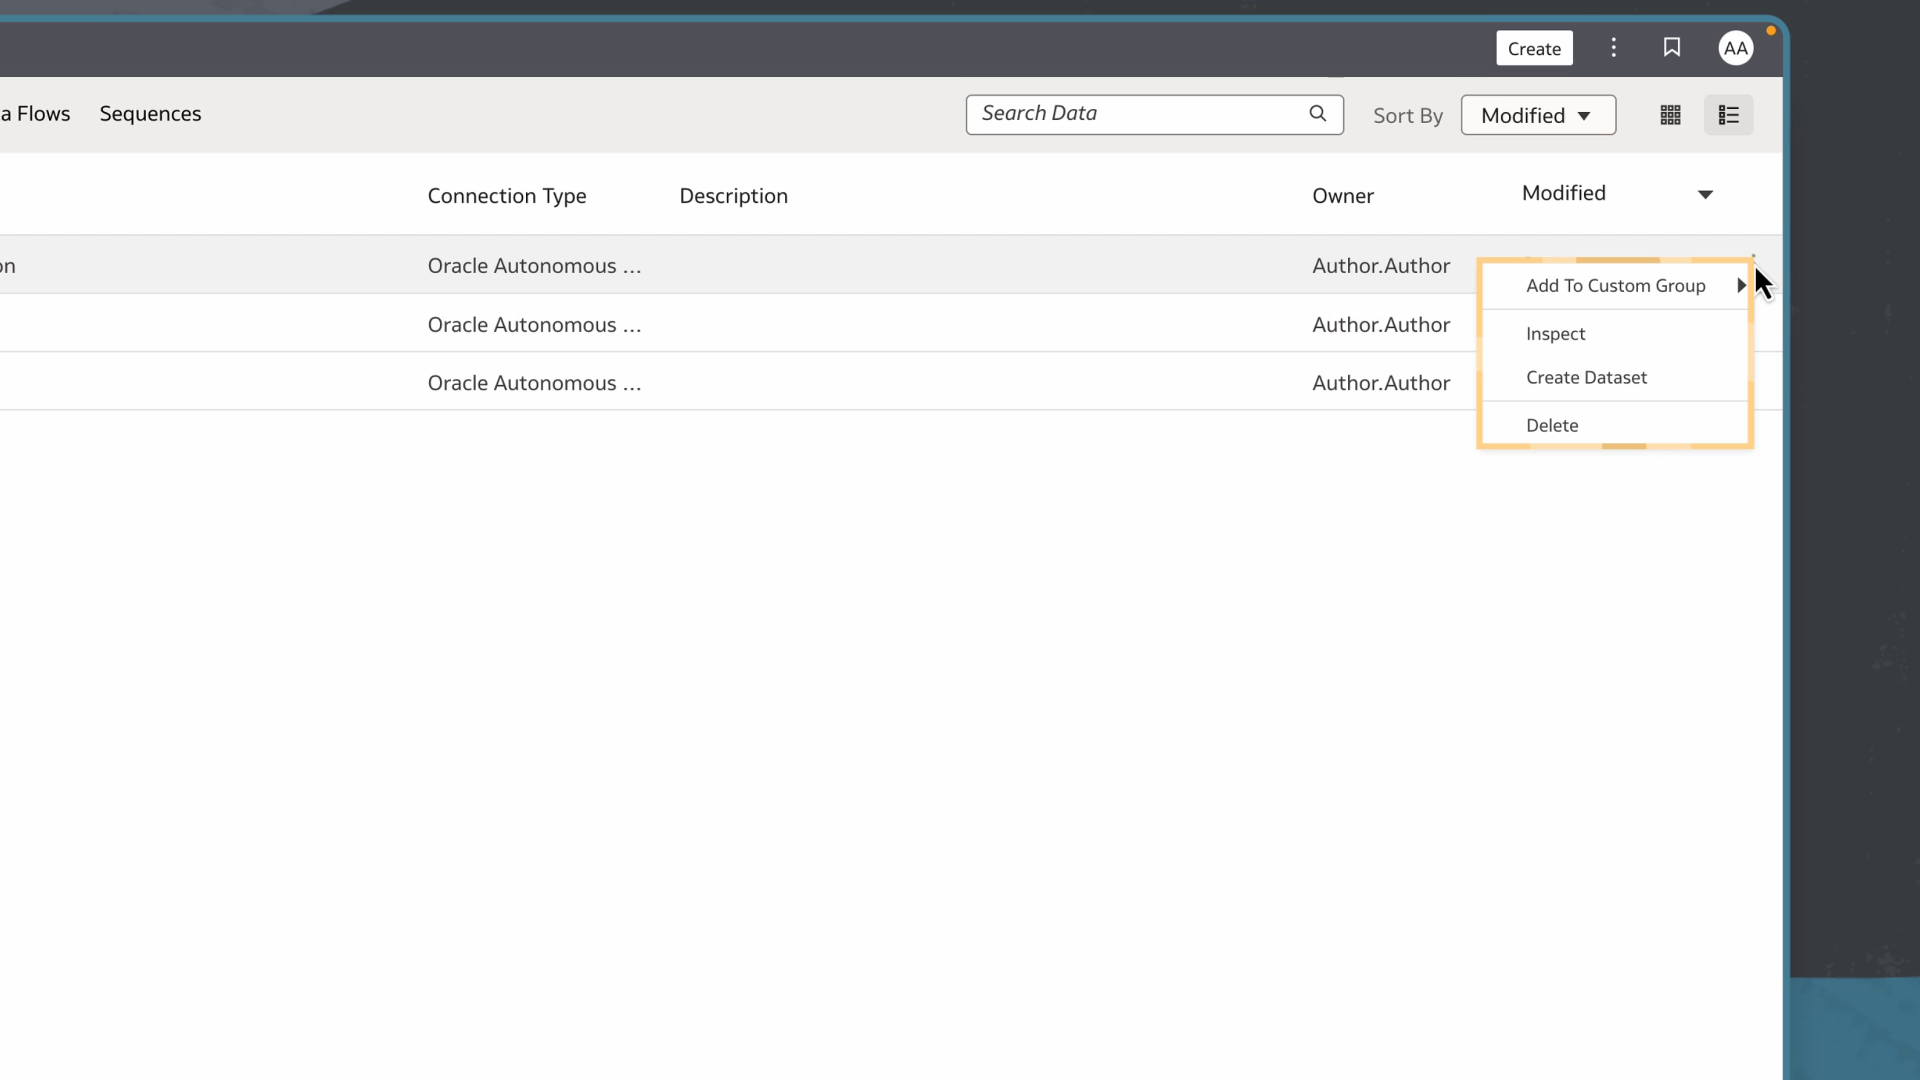 Create
AA
a Flows Sequences
Search Data
Sort By Modified
Connection Type Description Owner Modified
on Oracle Autonomous ... Author.Author
Oracle Autonomous ... Author.Author
Oracle Autonomous ... Author.Author
Add To Custom Group
Inspect
Create Dataset
Delete